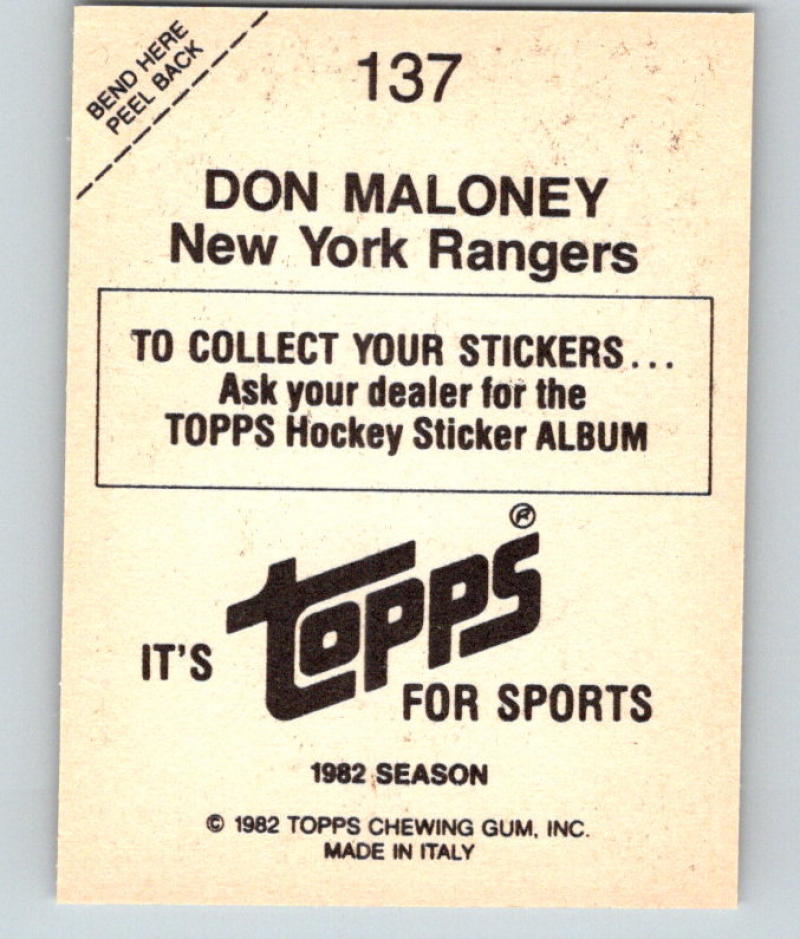 BEND HERE
PEEL BACK
137
DON MALONEY
New York Rangers
TO COLLECT YOUR STICKERS...
Ask your dealer for the
TOPPS Hockey Sticker ALBUM
IT'S topps® FOR SPORTS
1982 SEASON
© 1982 TOPPS CHEWING GUM, INC.
MADE IN ITALY